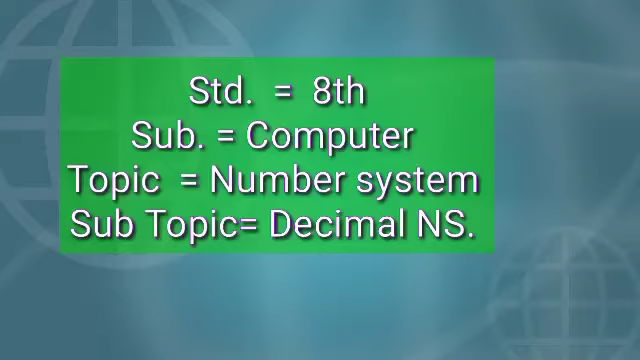 Std. = 8th
Sub. = Computer
Topic = Number system
Sub Topic= Decimal NS.